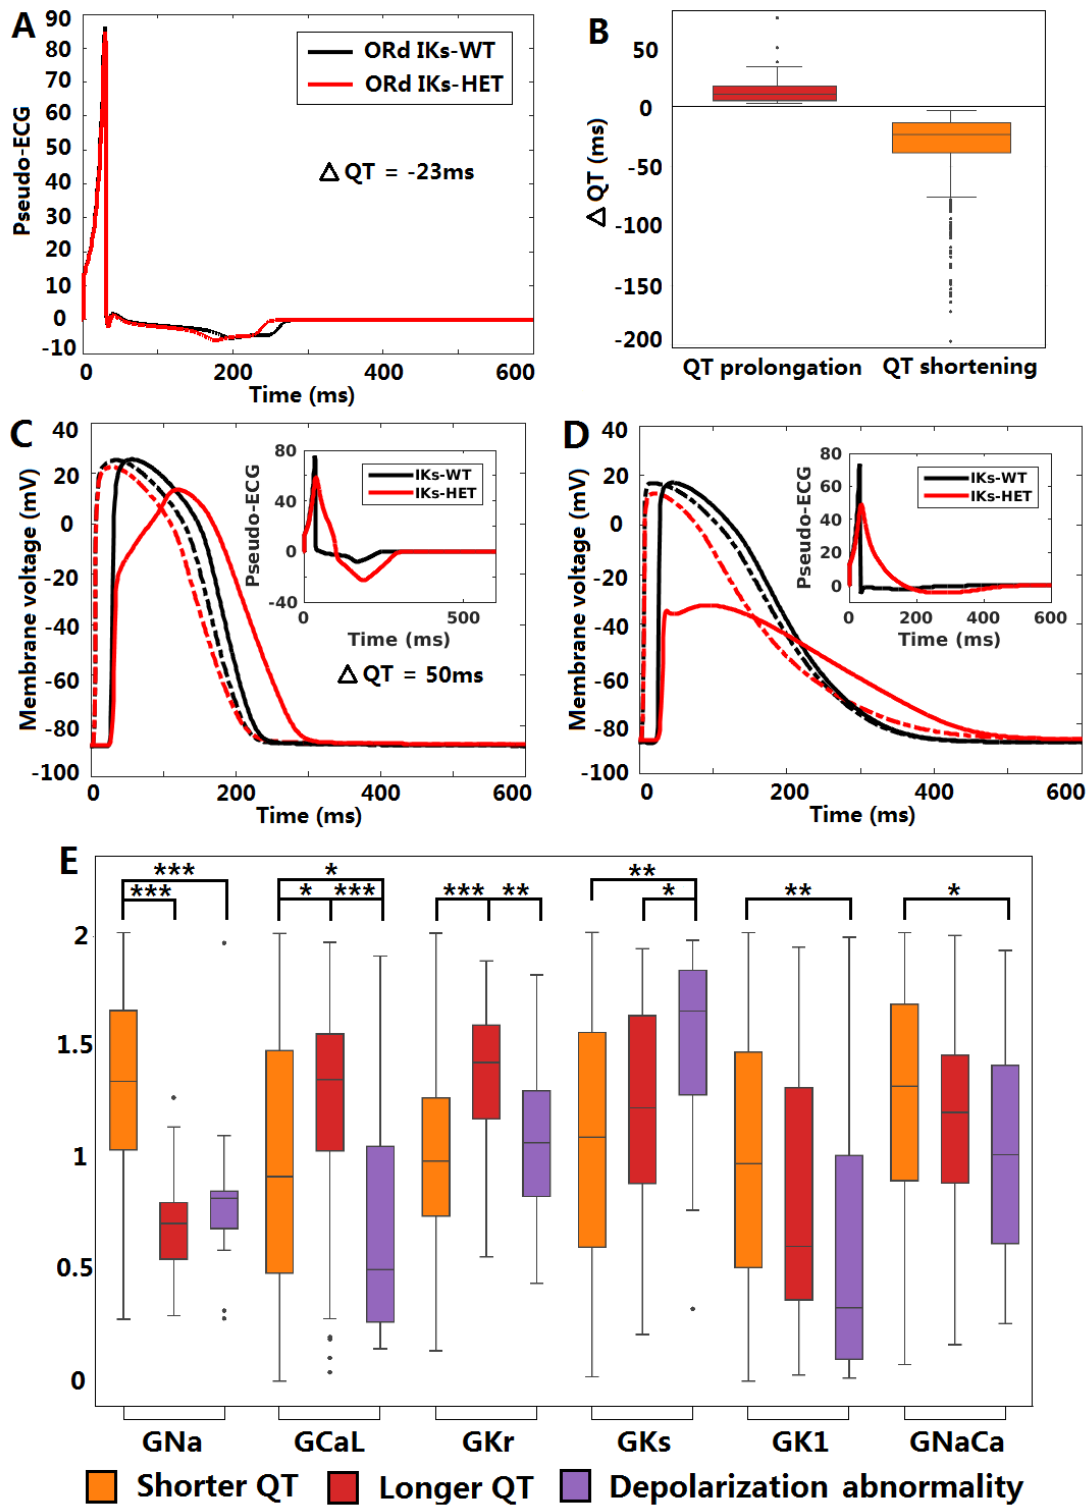 A
90
80
70
60
50
40
30
20
10
0
-10
Pseudo-ECG
ORd IKs-WT
ORd IKs-HET
△ QT = -23ms
0 200 400 600
Time (ms)
B
50
0
-50
-100
-150
-200
△ QT (ms)
QT prolongation QT shortening
C
40
20
0
-20
-40
-60
-80
-100
Membrane voltage (mV)
80
40
0
-40
Pseudo-ECG
IKs-WT
IKs-HET
0 500
Time (ms)
△ QT = 50ms
0 200 400 600
Time (ms)
D
40
20
0
-20
-40
-60
-80
-100
Membrane voltage (mV)
80
60
40
20
0
Pseudo-ECG
IKs-WT
IKs-HET
0 200 400 600
Time (ms)
0 200 400 600
Time (ms)
E
*** * ** ** *
*** * *** *** ** *
2
1.5
1
0.5
0
GNa GCaL GKr GKs GK1 GNaCa
Shorter QT Longer QT Depolarization abnormality